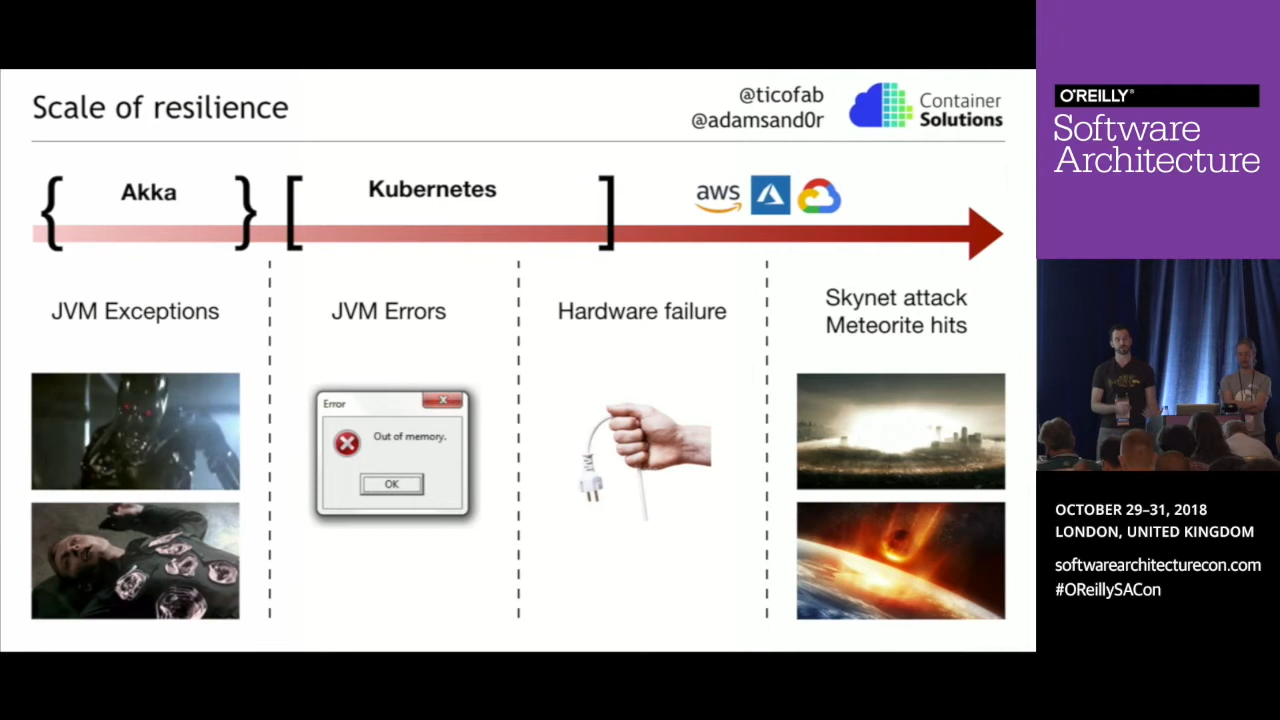 Scale of resilience
@ticofab
@adamsand0r
Container
Solutions
{ Akka } [ Kubernetes ]
aws
JVM Exceptions
JVM Errors
Hardware failure
Skynet attack
Meteorite hits
Error
Out of memory.
OK
O'REILLY®
Software
Architecture
OCTOBER 29–31, 2018
LONDON, UNITED KINGDOM
softwarearchitecturecon.com
#OReillySACon